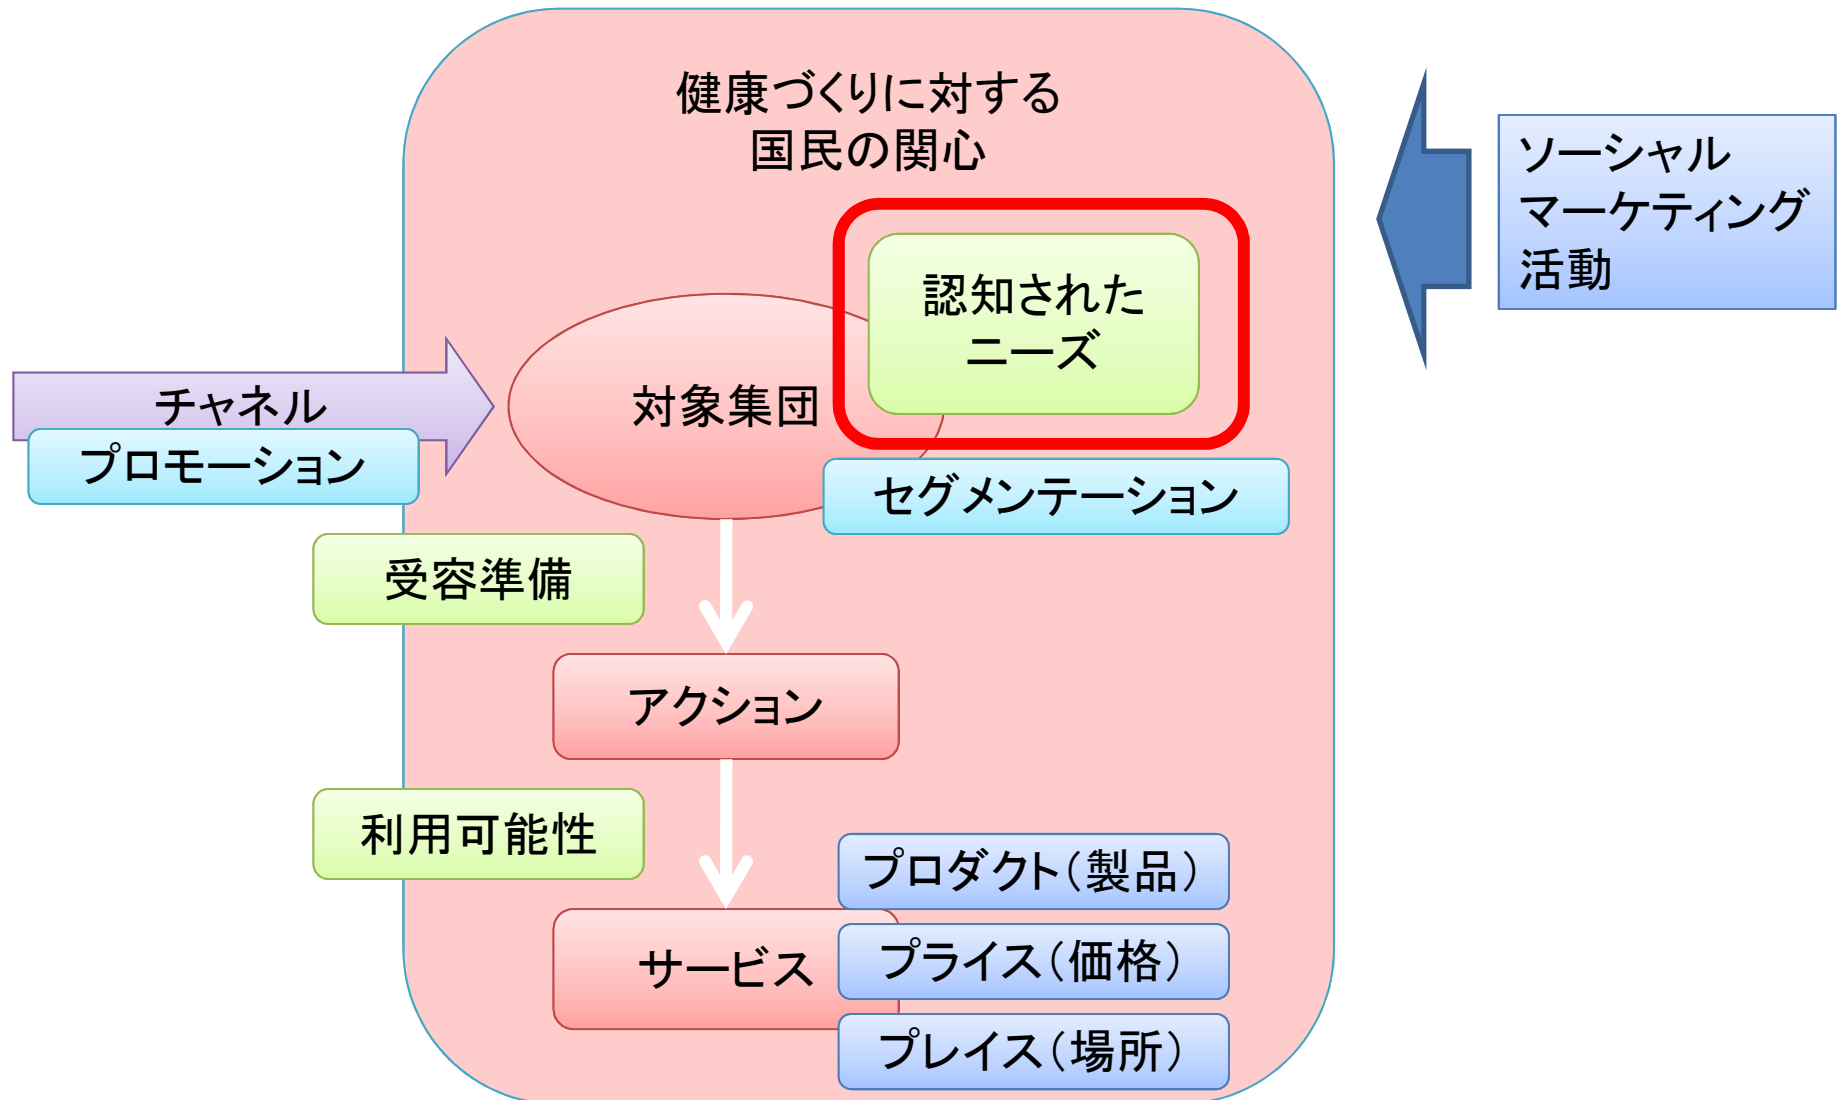 健康づくりに対する
国民の関心
ソーシャル
マーケティング
活動
認知された
ニーズ
対象集団
チャネル
プロモーション
セグメンテーション
受容準備
アクション
利用可能性
プロダクト（製品）
サービス
プライス（価格）
プレイス（場所）